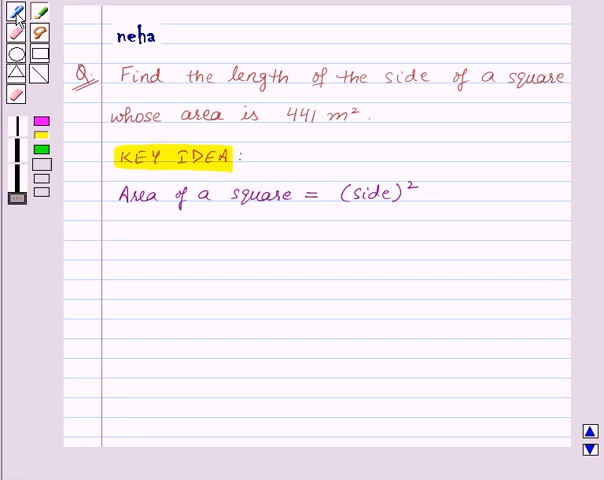 neha
Q. Find the length of the side of a square
whose area is 441 m².
KEY IDEA :
Area of a square = (side)²